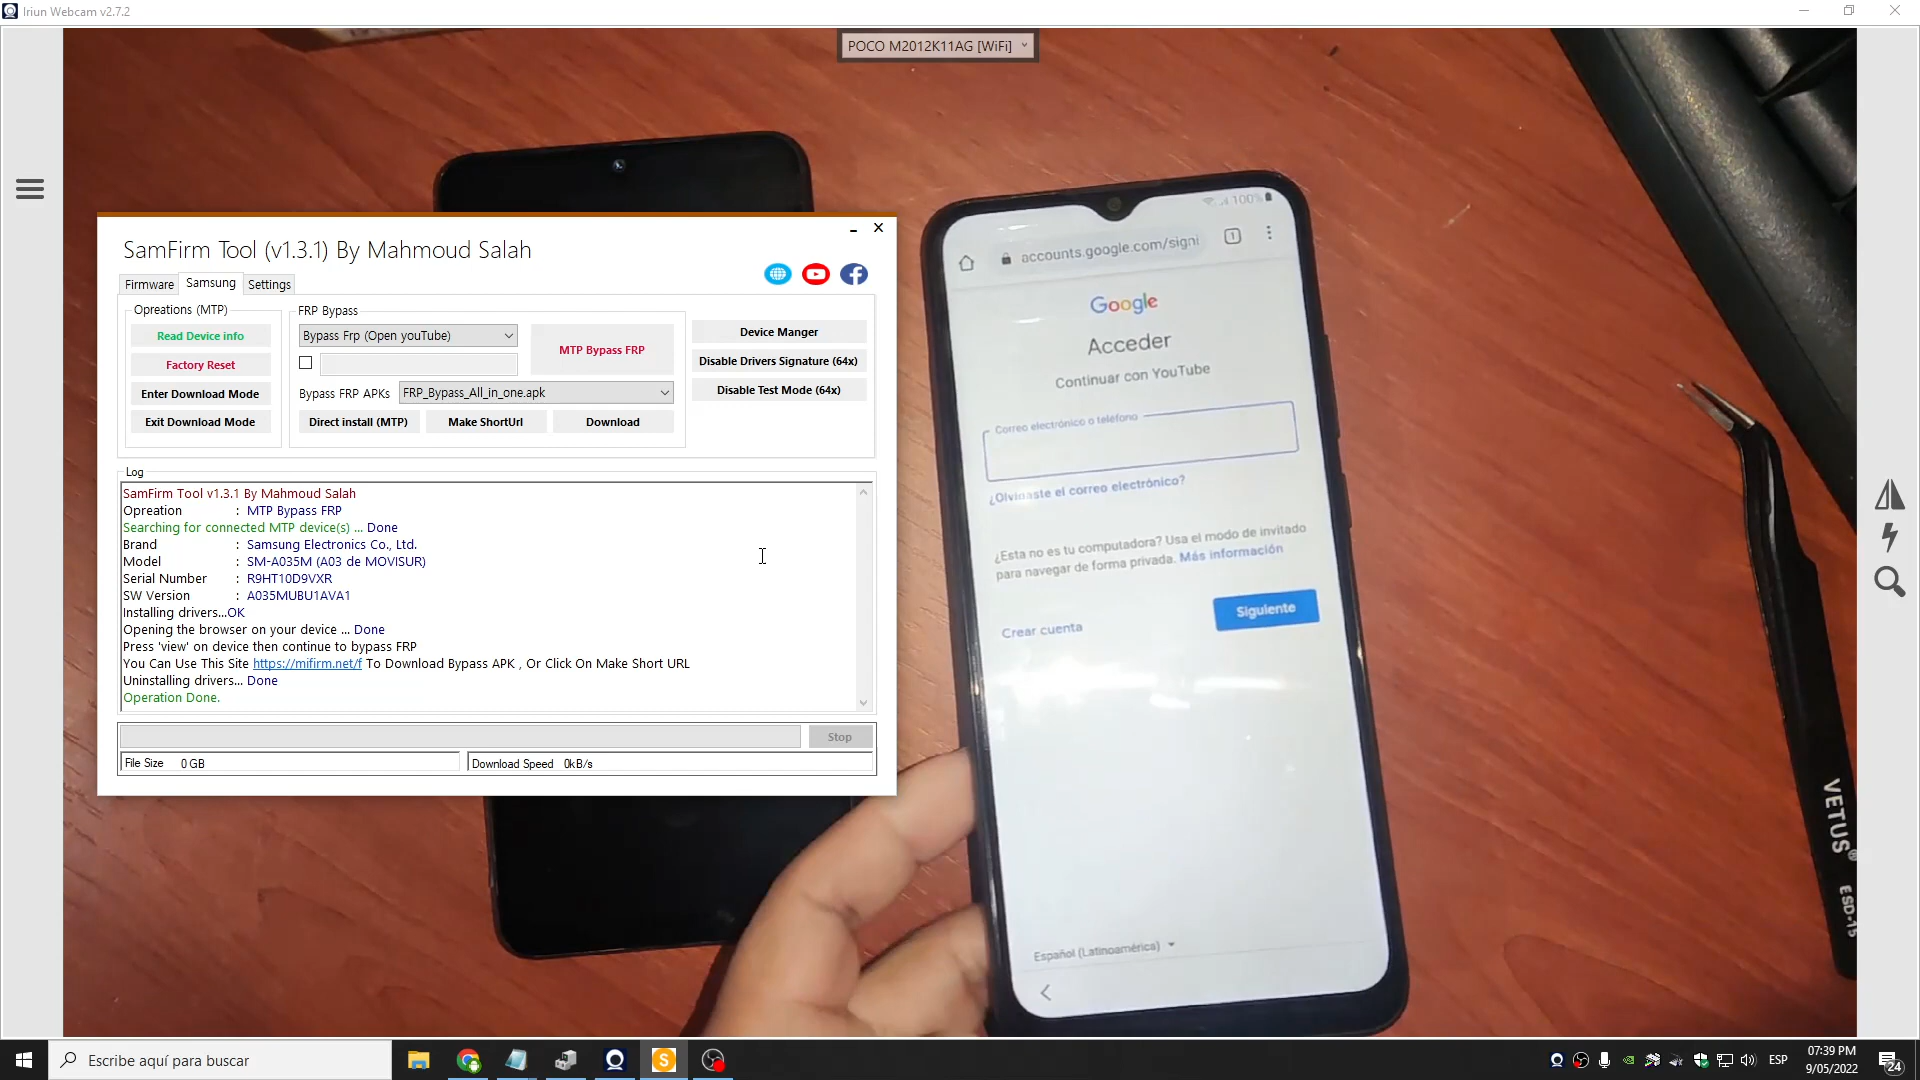 Iriun Webcam v2.7.2
POCO M2012K11AG [WiFi]
SamFirm Tool (v1.3.1) By Mahmoud Salah
Firmware
Samsung
Settings
Opreations (MTP)
Read Device info
Factory Reset
Enter Download Mode
Exit Download Mode
FRP Bypass
Bypass Frp (Open youTube)
MTP Bypass FRP
Bypass FRP APKs
FRP_Bypass_All_in_one.apk
Direct install (MTP)
Make ShortUrl
Download
Device Manger
Disable Drivers Signature (64x)
Disable Test Mode (64x)
Log
SamFirm Tool v1.3.1 By Mahmoud Salah
Opreation : MTP Bypass FRP
Searching for connected MTP device(s) ... Done
Brand : Samsung Electronics Co., Ltd.
Model : SM-A035M (A03 de MOVISUR)
Serial Number : R9HT10D9VXR
SW Version : A035MUBU1AVA1
Installing drivers...OK
Opening the browser on your device ... Done
Press 'view' on device then continue to bypass FRP
You Can Use This Site https://mifirm.net/f To Download Bypass APK , Or Click On Make Short URL
Uninstalling drivers... Done
Operation Done.
Stop
File Size 0 GB
Download Speed 0kB/s
100%
accounts.google.com/signi
1
Google
Acceder
Continuar con YouTube
Correo electrónico o teléfono
¿Olvidaste el correo electrónico?
¿Esta no es tu computadora? Usa el modo de invitado
para navegar de forma privada. Más información
Crear cuenta
Siguiente
Español (Latinoamérica)
VETUS
ESD-15
Escribe aquí para buscar
S
ESP
07:39 PM
9/05/2022
24